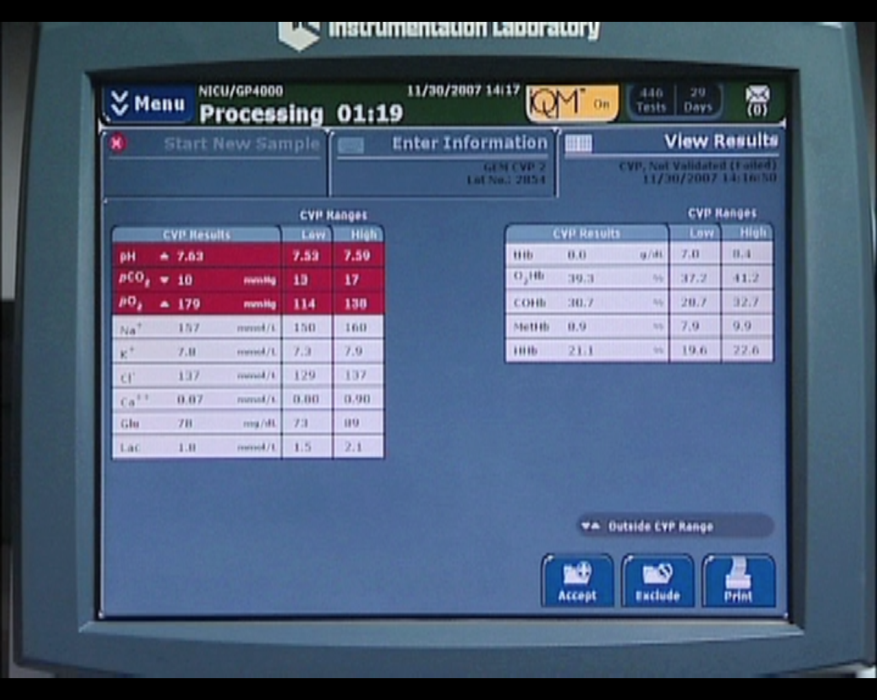 Instrumentation Laboratory
Menu
NICU/GP4000 11/30/2007 14:17
Processing 01:19
iQM On
446 Tests
29 Days
(0)
Start New Sample
Enter Information
GEM CVP 2
Lot No.: 2854
View Results
CVP, Not Validated (Failed)
11/30/2007 14:16:50
CVP Ranges
CVP Results Low High
pH 7.63 7.53 7.59
pCO₂ 10 mmHg 13 17
pO₂ 179 mmHg 114 138
Na⁺ 157 mmol/L 150 160
K⁺ 7.8 mmol/L 7.3 7.9
Cl⁻ 137 mmol/L 129 137
Ca⁺⁺ 0.87 mmol/L 0.80 0.90
Glu 78 mg/dL 73 89
Lac 1.8 mmol/L 1.5 2.1
CVP Ranges
CVP Results Low High
tHb 8.0 g/dL 7.8 8.4
O₂Hb 39.3 % 37.2 41.2
COHb 30.7 % 28.7 32.7
MetHb 8.9 % 7.9 9.9
HHb 21.1 % 19.6 22.6
Outside CVP Range
Accept
Exclude
Print